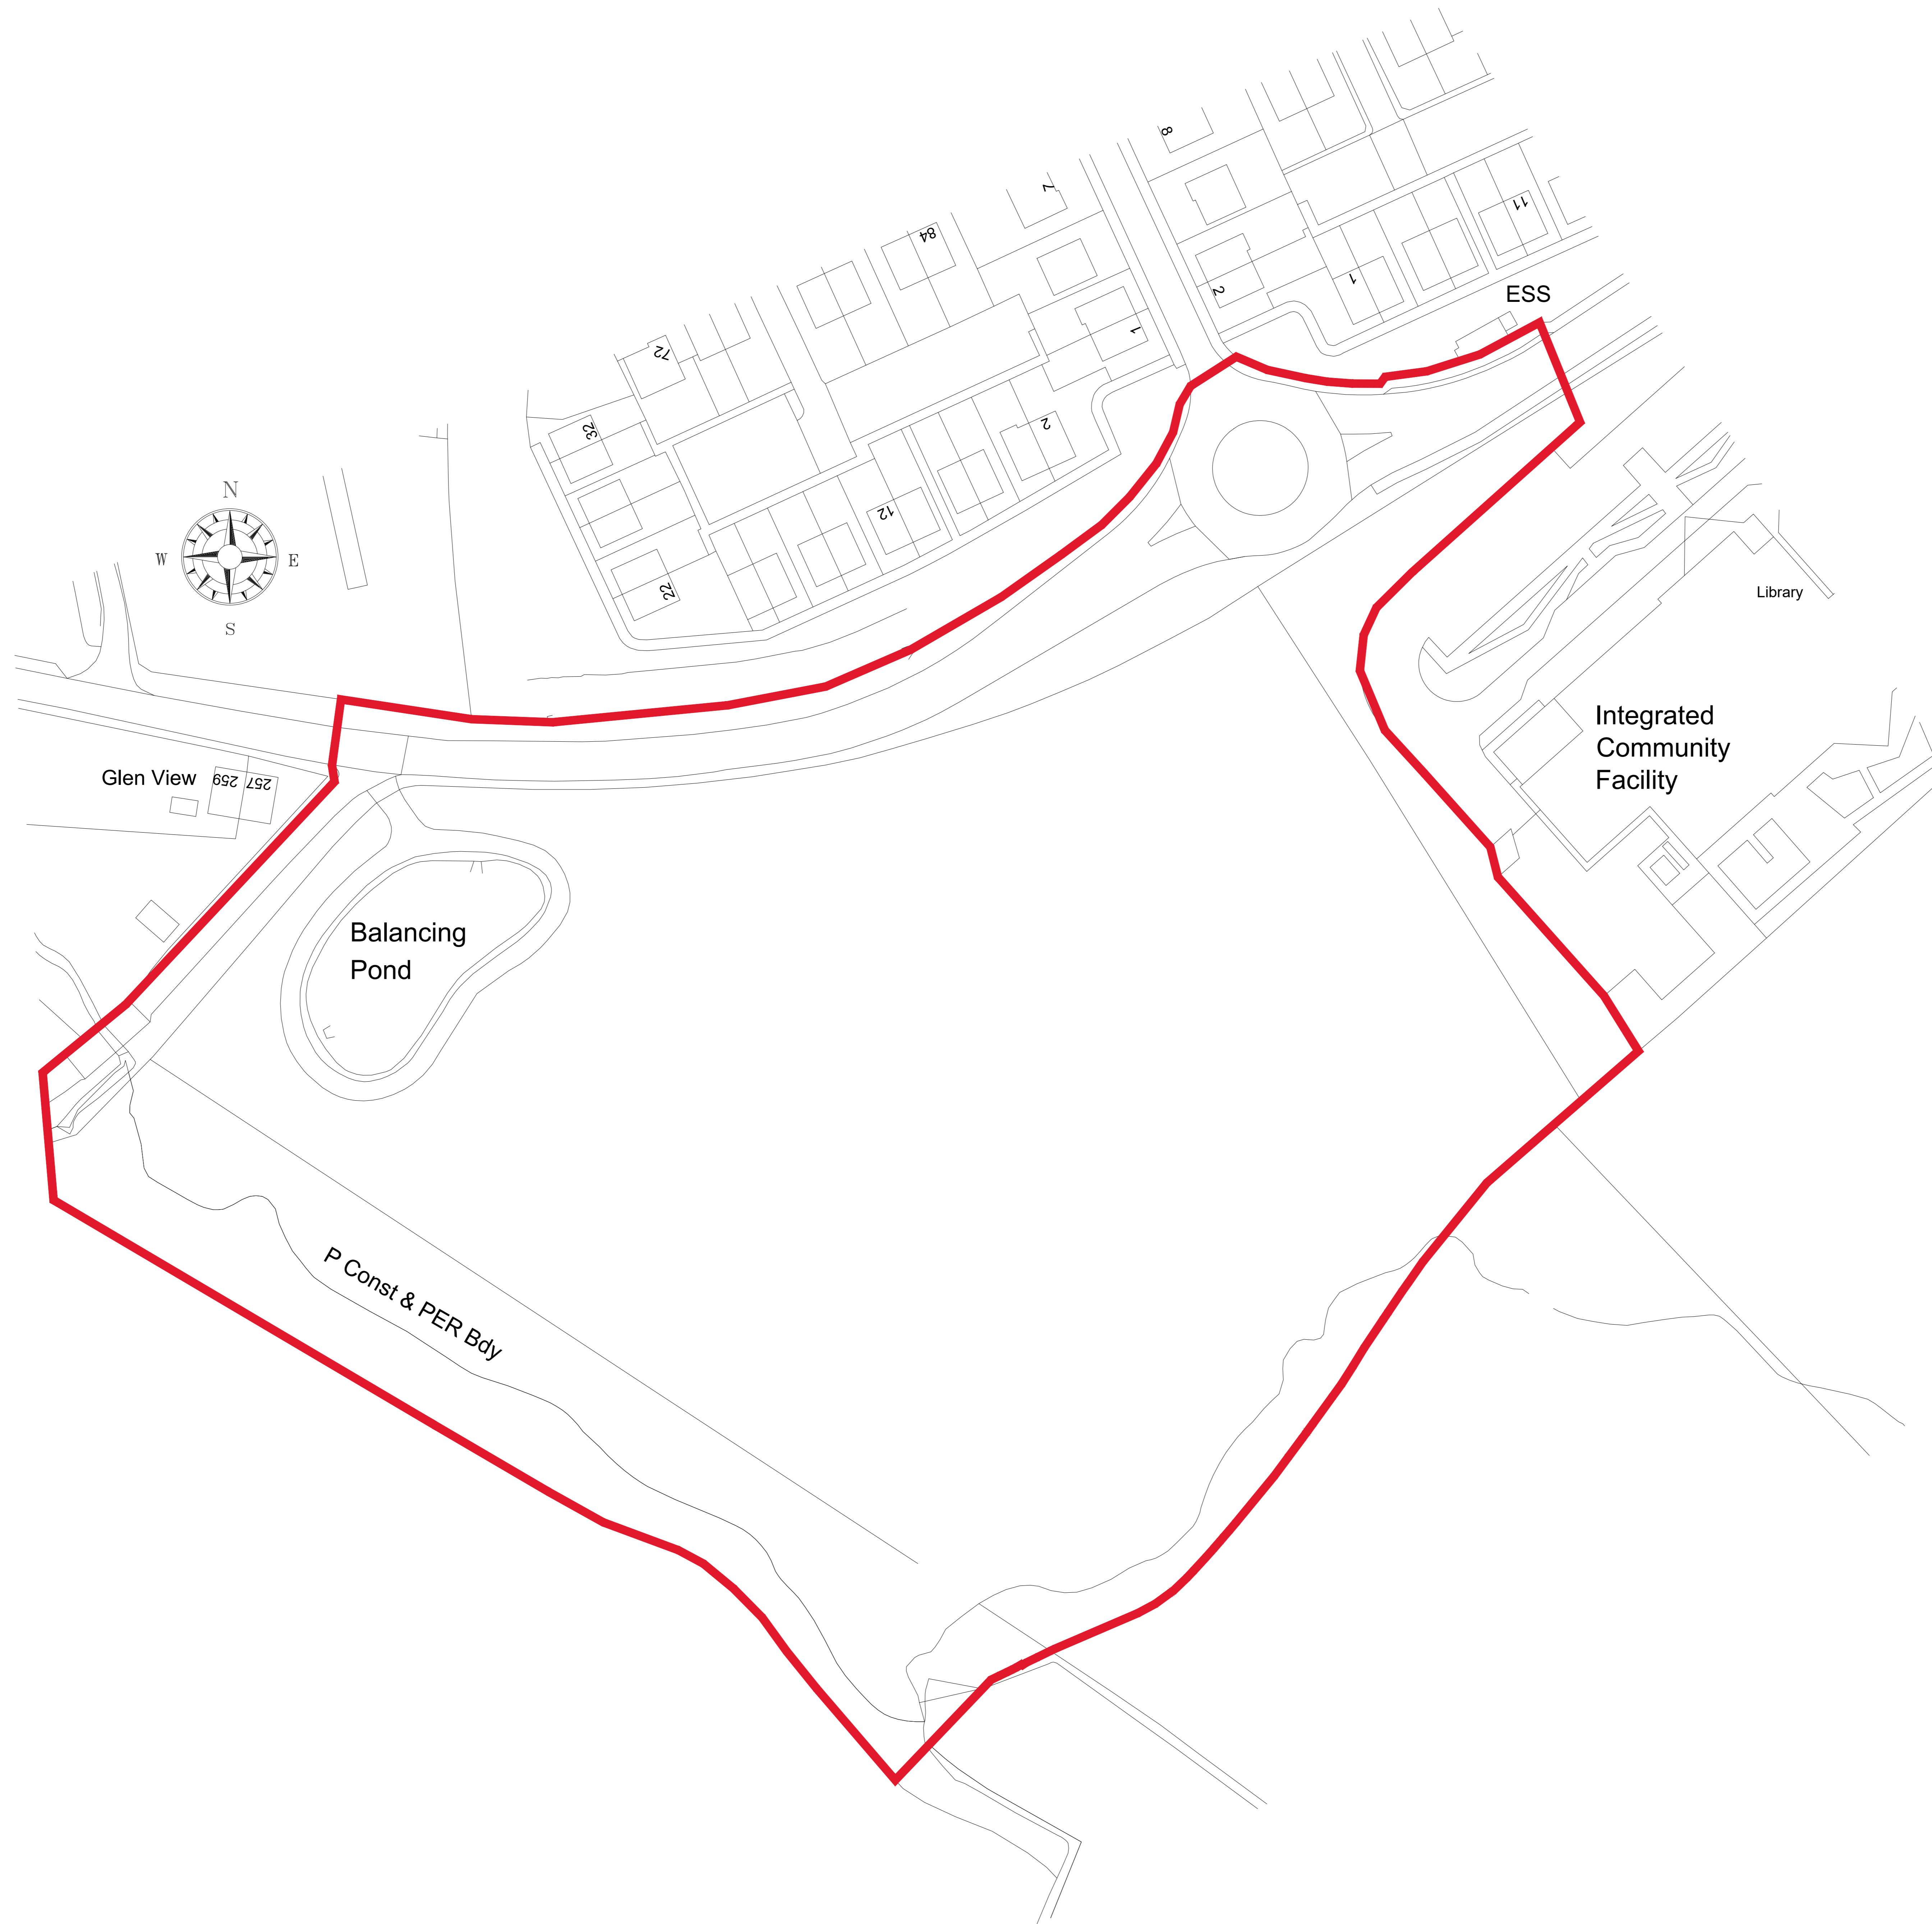 8
7
11
84
2
1
ESS
1
72
2
32
N
12
W
E
Library
22
S
Integrated
Community
Facility
Glen View
259
257
Balancing
Pond
P Const & PER Bdy